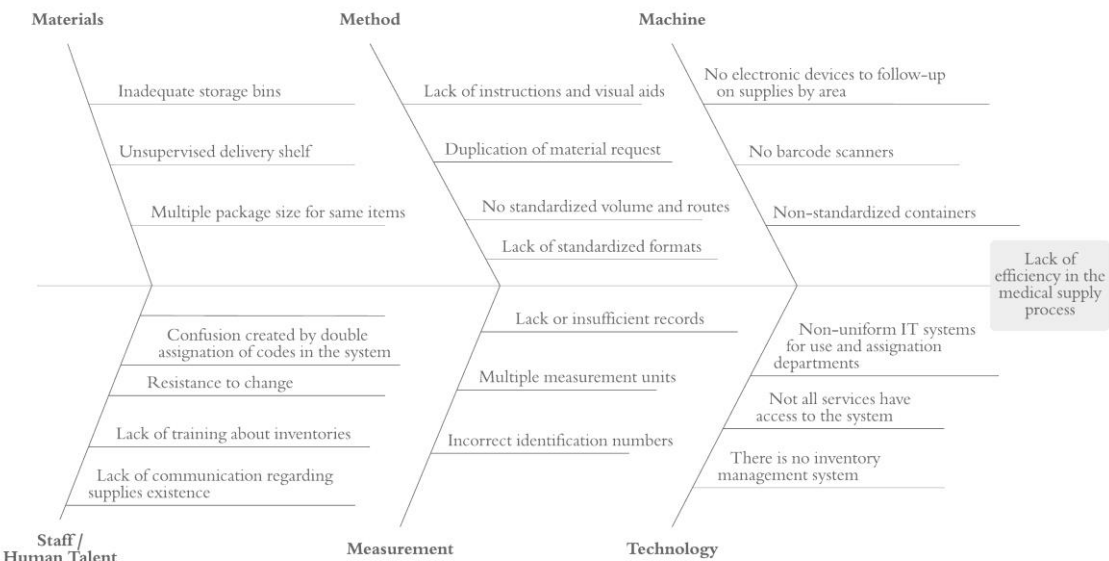 Materials
Method
Machine
Inadequate storage bins
Unsupervised delivery shelf
Multiple package size for same items
Lack of instructions and visual aids
Duplication of material request
No standardized volume and routes
Lack of standardized formats
No electronic devices to follow-up
on supplies by area
No barcode scanners
Non-standardized containers
Lack of
efficiency in the
medical supply
process
Confusion created by double
assignation of codes in the system
Resistance to change
Lack of training about inventories
Lack of communication regarding
supplies existence
Lack or insufficient records
Multiple measurement units
Incorrect identification numbers
Non-uniform IT systems
for use and assignation
departments
Not all services have
access to the system
There is no inventory
management system
Staff /
Human Talent
Measurement
Technology